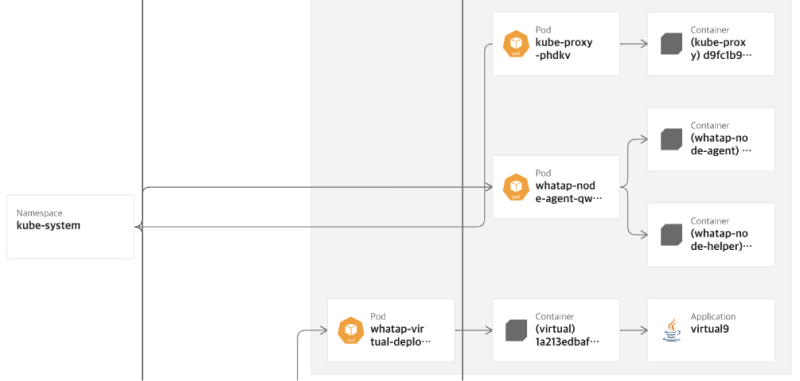 Pod
kube-proxy
-phdkv
Container
(kube-prox
y) d9fc1b9···
Container
(whatap-no
de-agent) ···
Pod
whatap-nod
e-agent-qw···
Namespace
kube-system
Container
(whatap-no
de-helper)···
Pod
whatap-vir
tual-deplo···
Container
(virtual)
1a213edbaf···
Application
virtual9